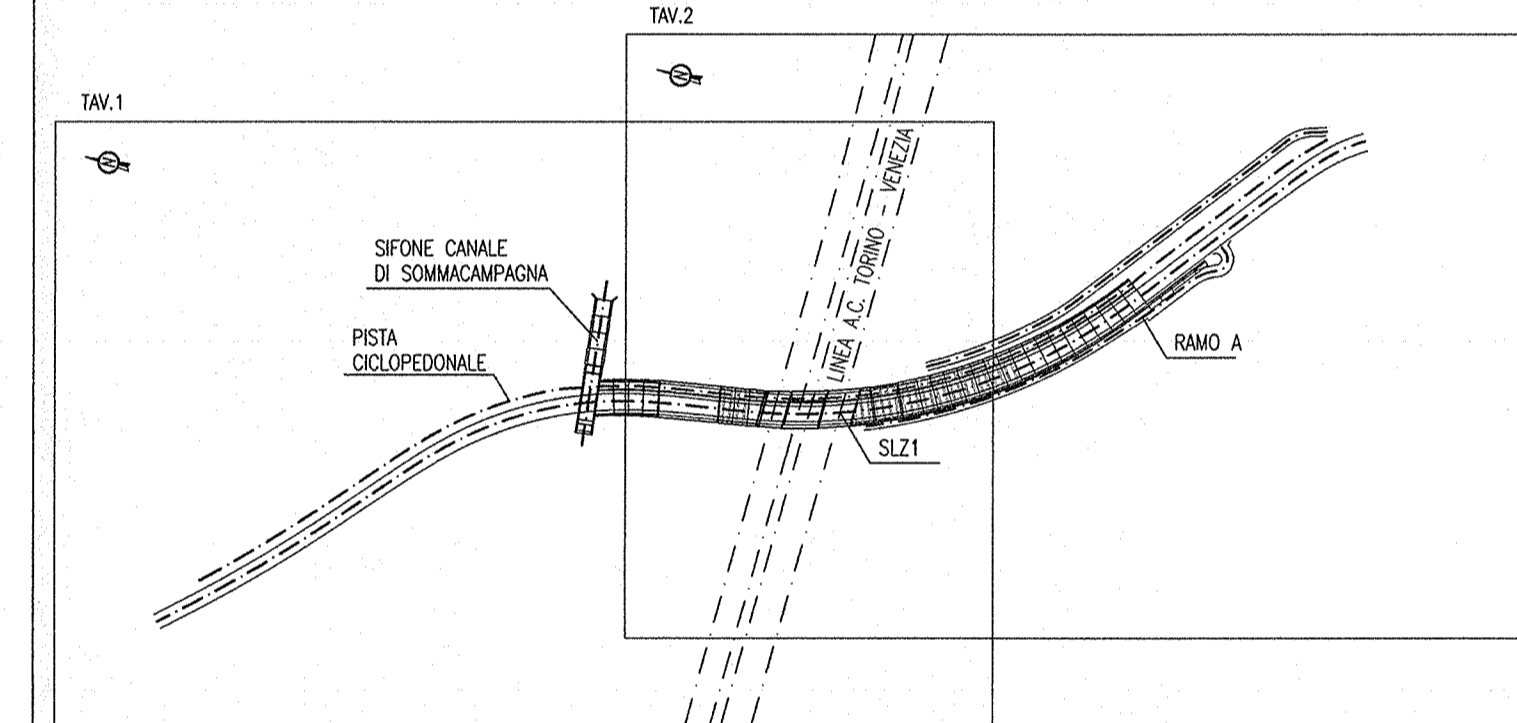 TAV.2
N
TAV.1
N
LINEA A.C. TORINO - VENEZIA
SIFONE CANALE
DI SOMMACAMPAGNA
PISTA
CICLOPEDONALE
RAMO A
SLZ1